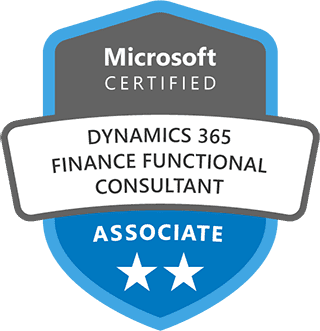 Microsoft
CERTIFIED
DYNAMICS 365
FINANCE FUNCTIONAL
CONSULTANT
ASSOCIATE